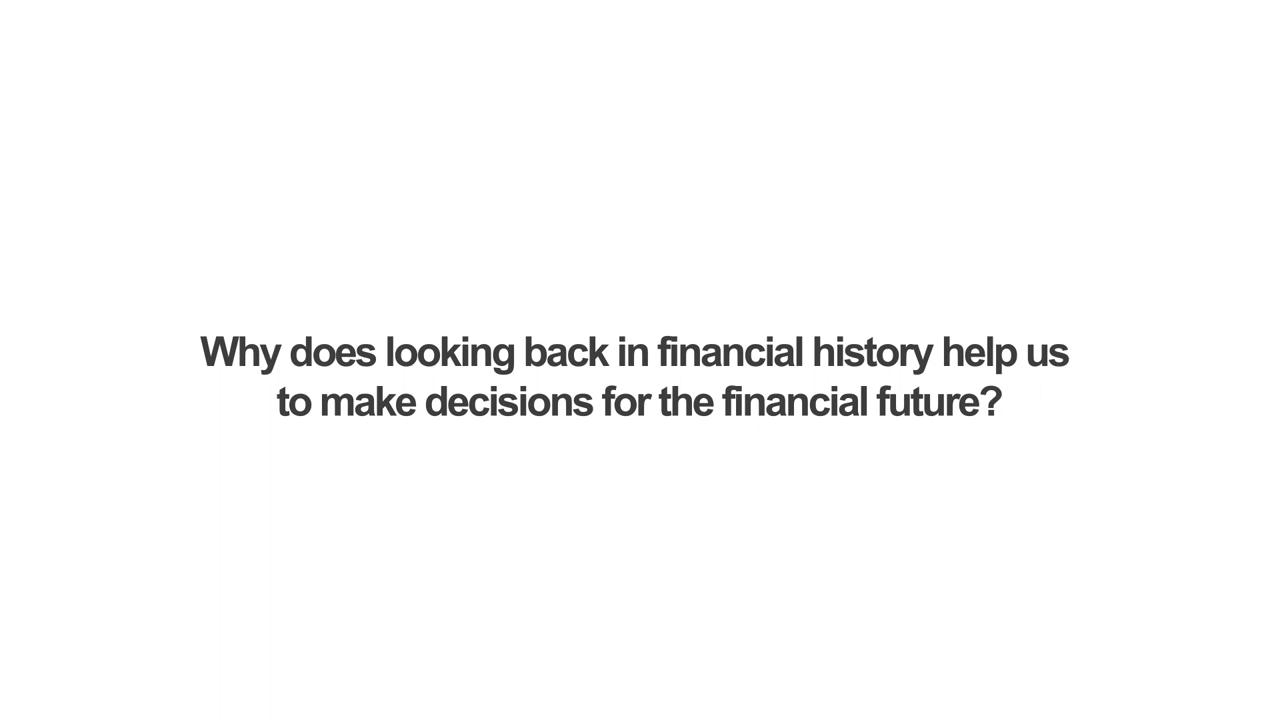 Why does looking back in financial history help us
to make decisions for the financial future?